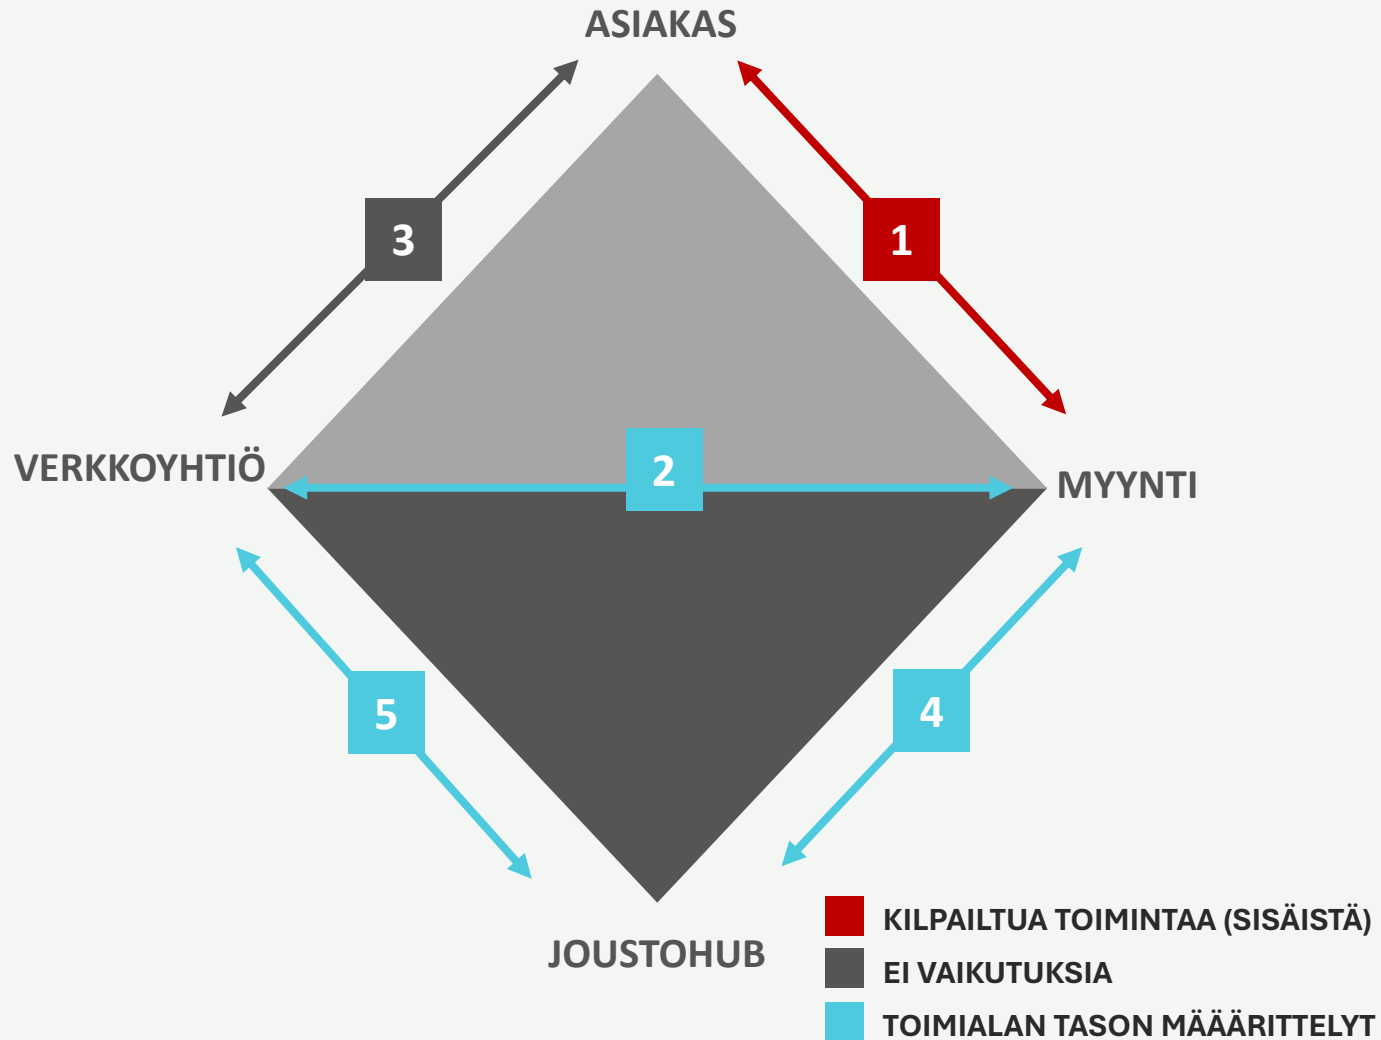 ASIAKAS
3
1
VERKKOYHTIÖ
2
MYYNTI
5
4
JOUSTOHUB
KILPAILTUA TOIMINTAA (SISÄISTÄ)
EI VAIKUTUKSIA
TOIMIALAN TASON MÄÄÄRITTELYT